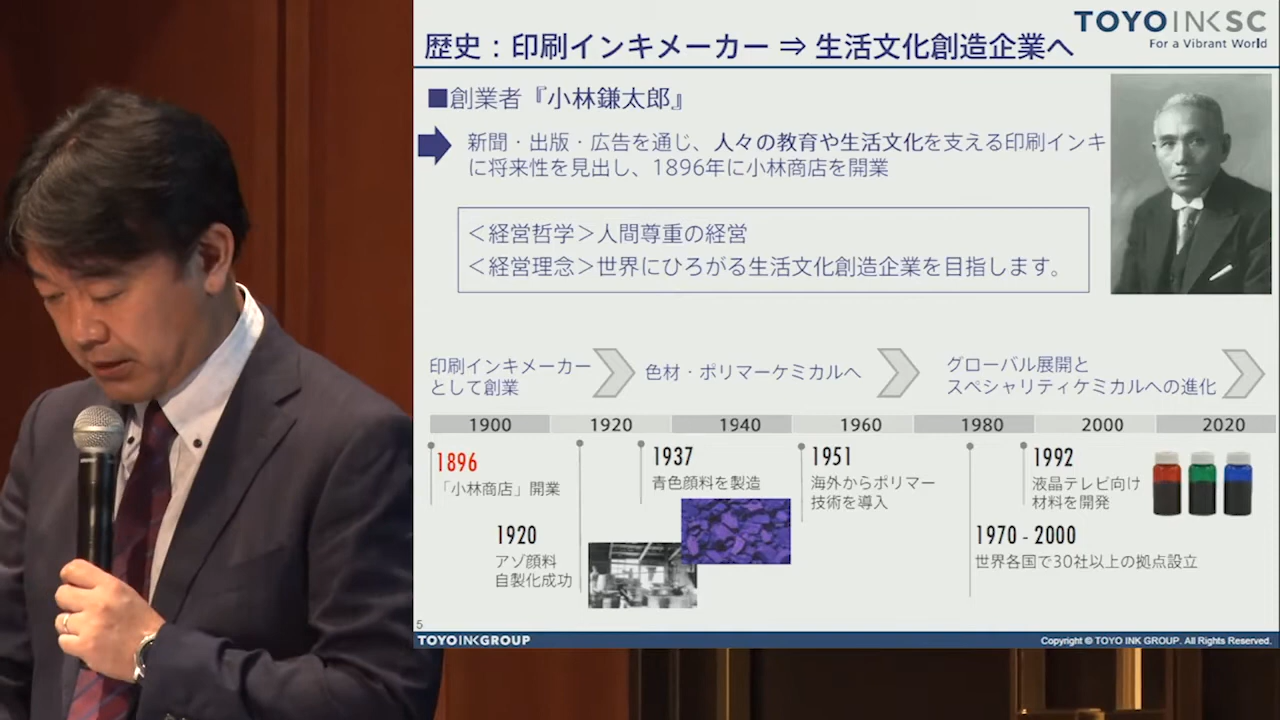 TOYO INK SC
For a Vibrant World
歴史：印刷インキメーカー ⇒ 生活文化創造企業へ
■創業者『小林鎌太郎』
新聞・出版・広告を通じ、人々の教育や生活文化を支える印刷インキ
に将来性を見出し、1896年に小林商店を開業
＜経営哲学＞人間尊重の経営
＜経営理念＞世界にひろがる生活文化創造企業を目指します。
印刷インキメーカー
として創業
色材・ポリマーケミカルへ
グローバル展開と
スペシャリティケミカルへの進化
1900 1920 1940 1960 1980 2000 2020
1896
「小林商店」開業
1920
アゾ顔料
自製化成功
1937
青色顔料を製造
1951
海外からポリマー
技術を導入
1970 - 2000
世界各国で30社以上の拠点設立
1992
液晶テレビ向け
材料を開発
5
TOYO INK GROUP
Copyright © TOYO INK GROUP. All Rights Reserved.